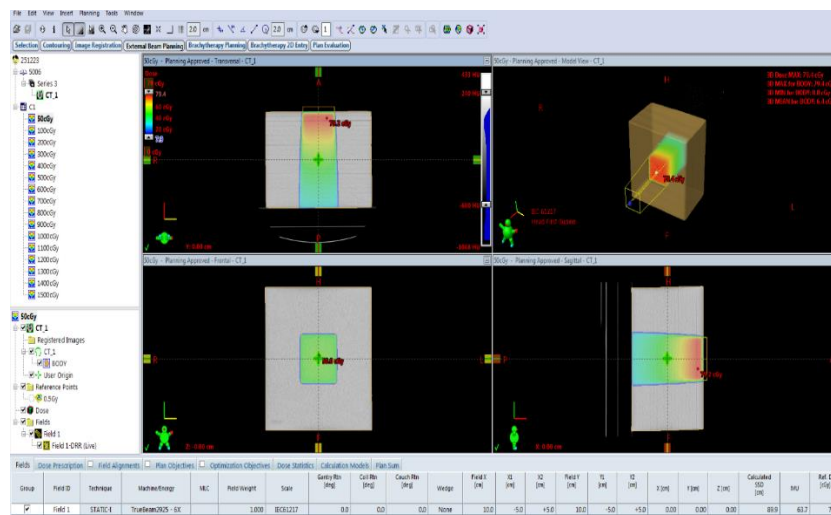 File Edit View Insert Planning Tools Window
Selection Contouring Image Registration External Beam Planning Brachytherapy Planning Brachytherapy 2D Entry Plan Evaluation
251223
5006
Series 3
CT_1
C1
50cGy
100cGy
200cGy
300cGy
400cGy
500cGy
600cGy
700cGy
800cGy
900cGy
1000cGy
1100cGy
1200cGy
1300cGy
1400cGy
1500cGy
50cGy
CT_1
Registered Images
CT_1
BODY
User Origin
Reference Points
0.5Gy
Dose
Fields
Field 1
Field 1-DRR (Live)
50cGy - Planning Approved - Transversal - CT_1
50cGy - Planning Approved - Model View - CT_1
50cGy - Planning Approved - Frontal - CT_1
50cGy - Planning Approved - Sagittal - CT_1
Fields Dose Prescription Field Alignments Plan Objectives Optimization Objectives Dose Statistics Calculation Models Plan Sum
Group Field ID Technique Machine/Energy MLC Field Weight Scale Gantry Rtn [deg] Coll Rtn [deg] Couch Rtn [deg] Wedge Field X [cm] X1 [cm] X2 [cm] Field Y [cm] Y1 [cm] Y2 [cm] X [cm] Y [cm] Z [cm] Calculated SSD [cm] MU
Field 1 STATIC-I TrueBeam2925 - 6X 1.000 IEC61217 0.0 0.0 0.0 None 10.0 -5.0 +5.0 10.0 -5.0 +5.0 0.00 0.00 0.00 89.9 63.7